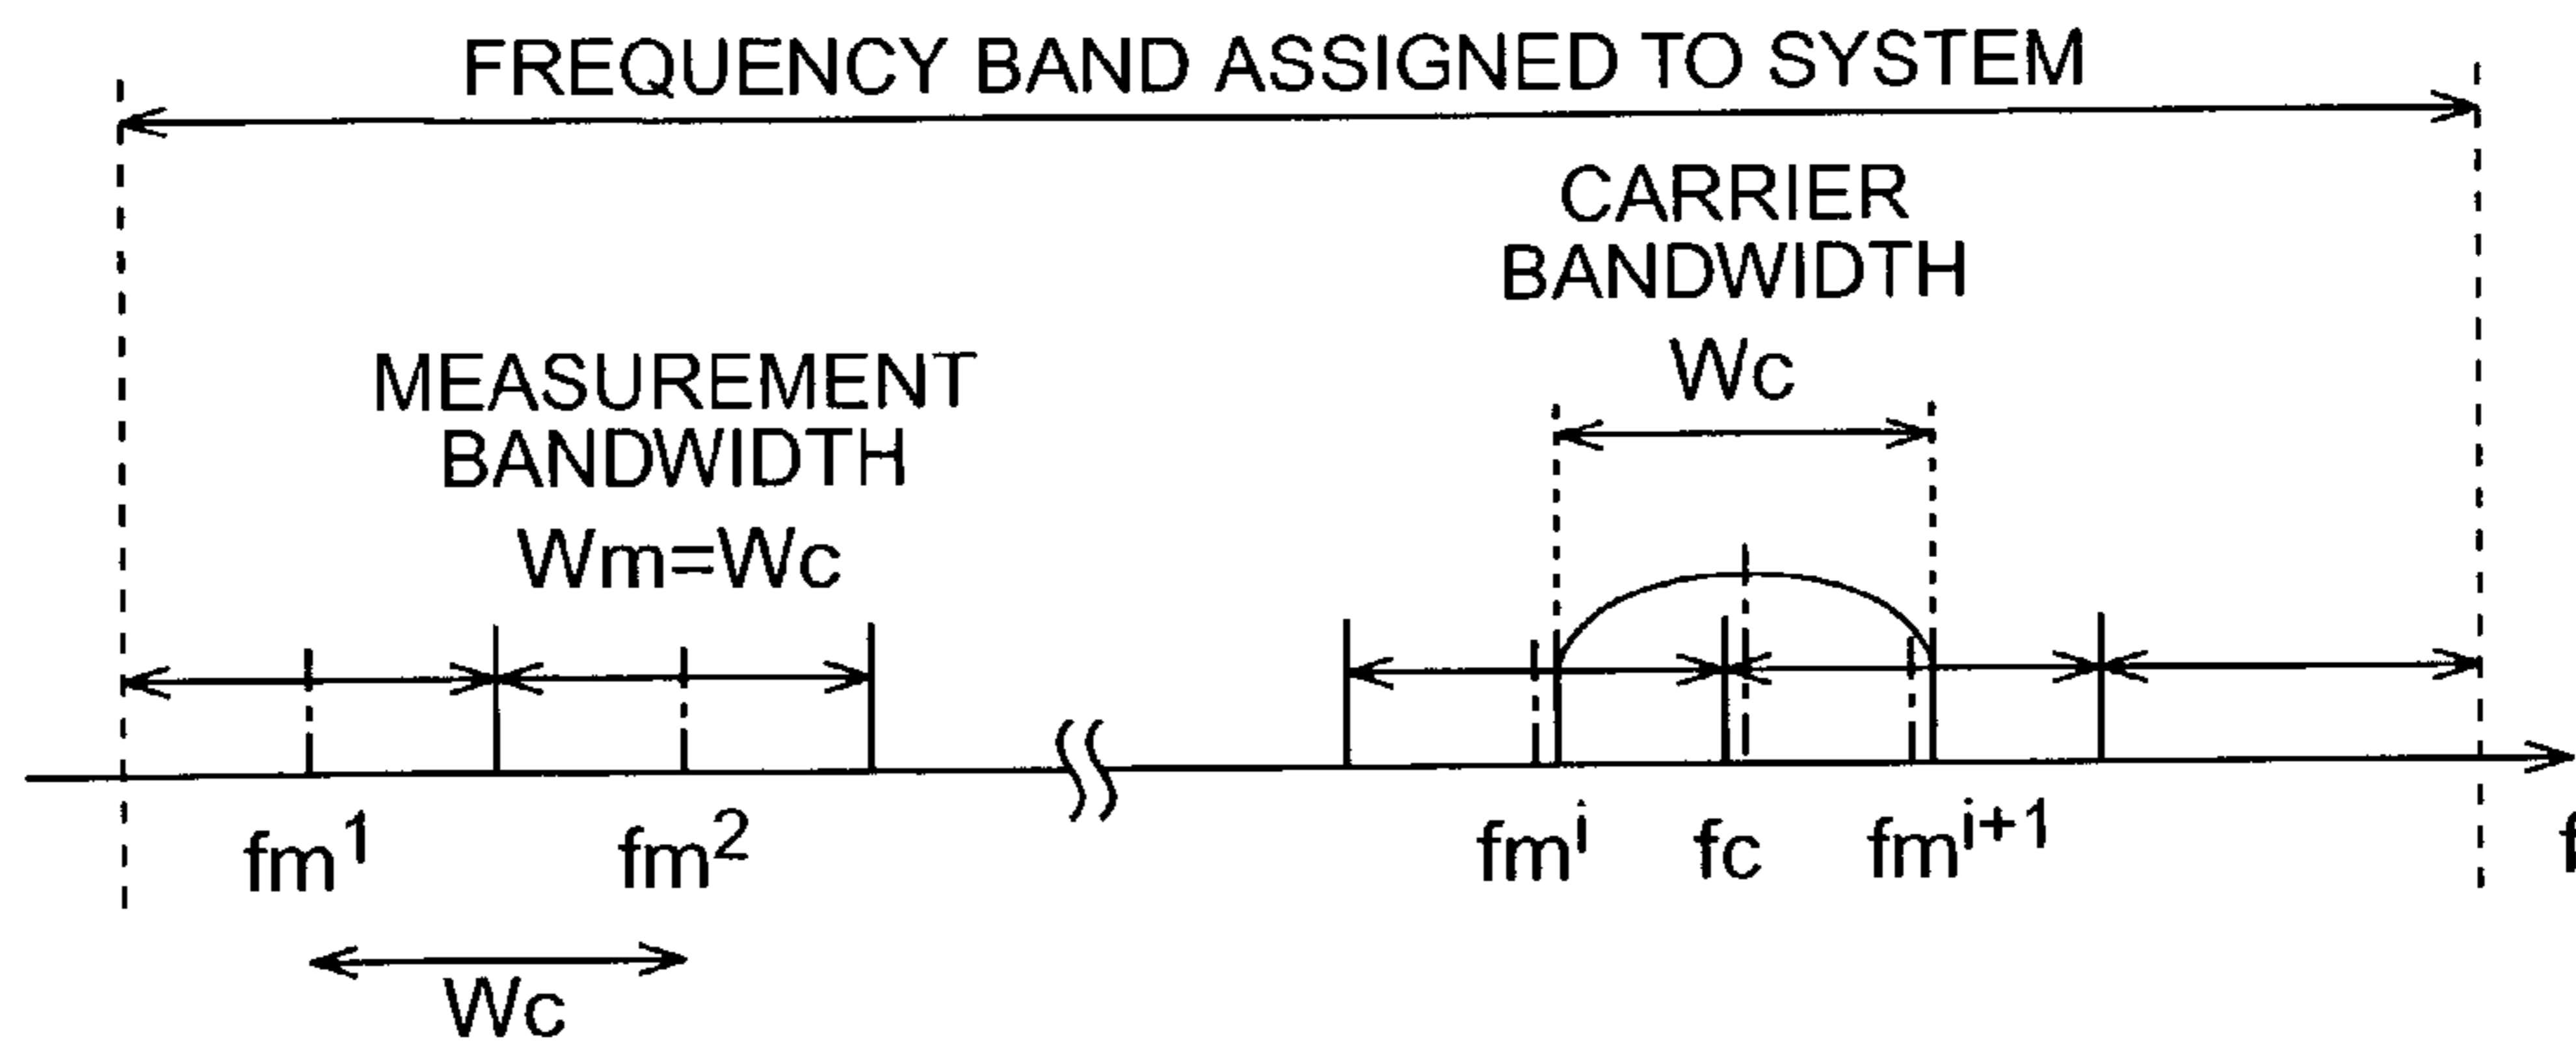 FREQUENCY BAND ASSIGNED TO SYSTEM
CARRIER
BANDWIDTH
Wc
MEASUREMENT
BANDWIDTH
Wm=Wc
fm¹ fm² fmⁱ fc fmⁱ⁺¹ f
Wc